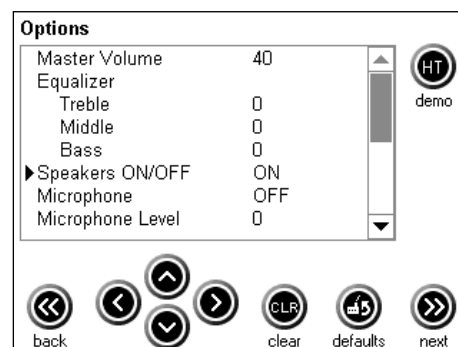 Options
Master Volume 40
Equalizer
Treble 0
Middle 0
Bass 0
Speakers ON/OFF ON
Microphone OFF
Microphone Level 0
HT
demo
back
CLR
clear
defaults
next